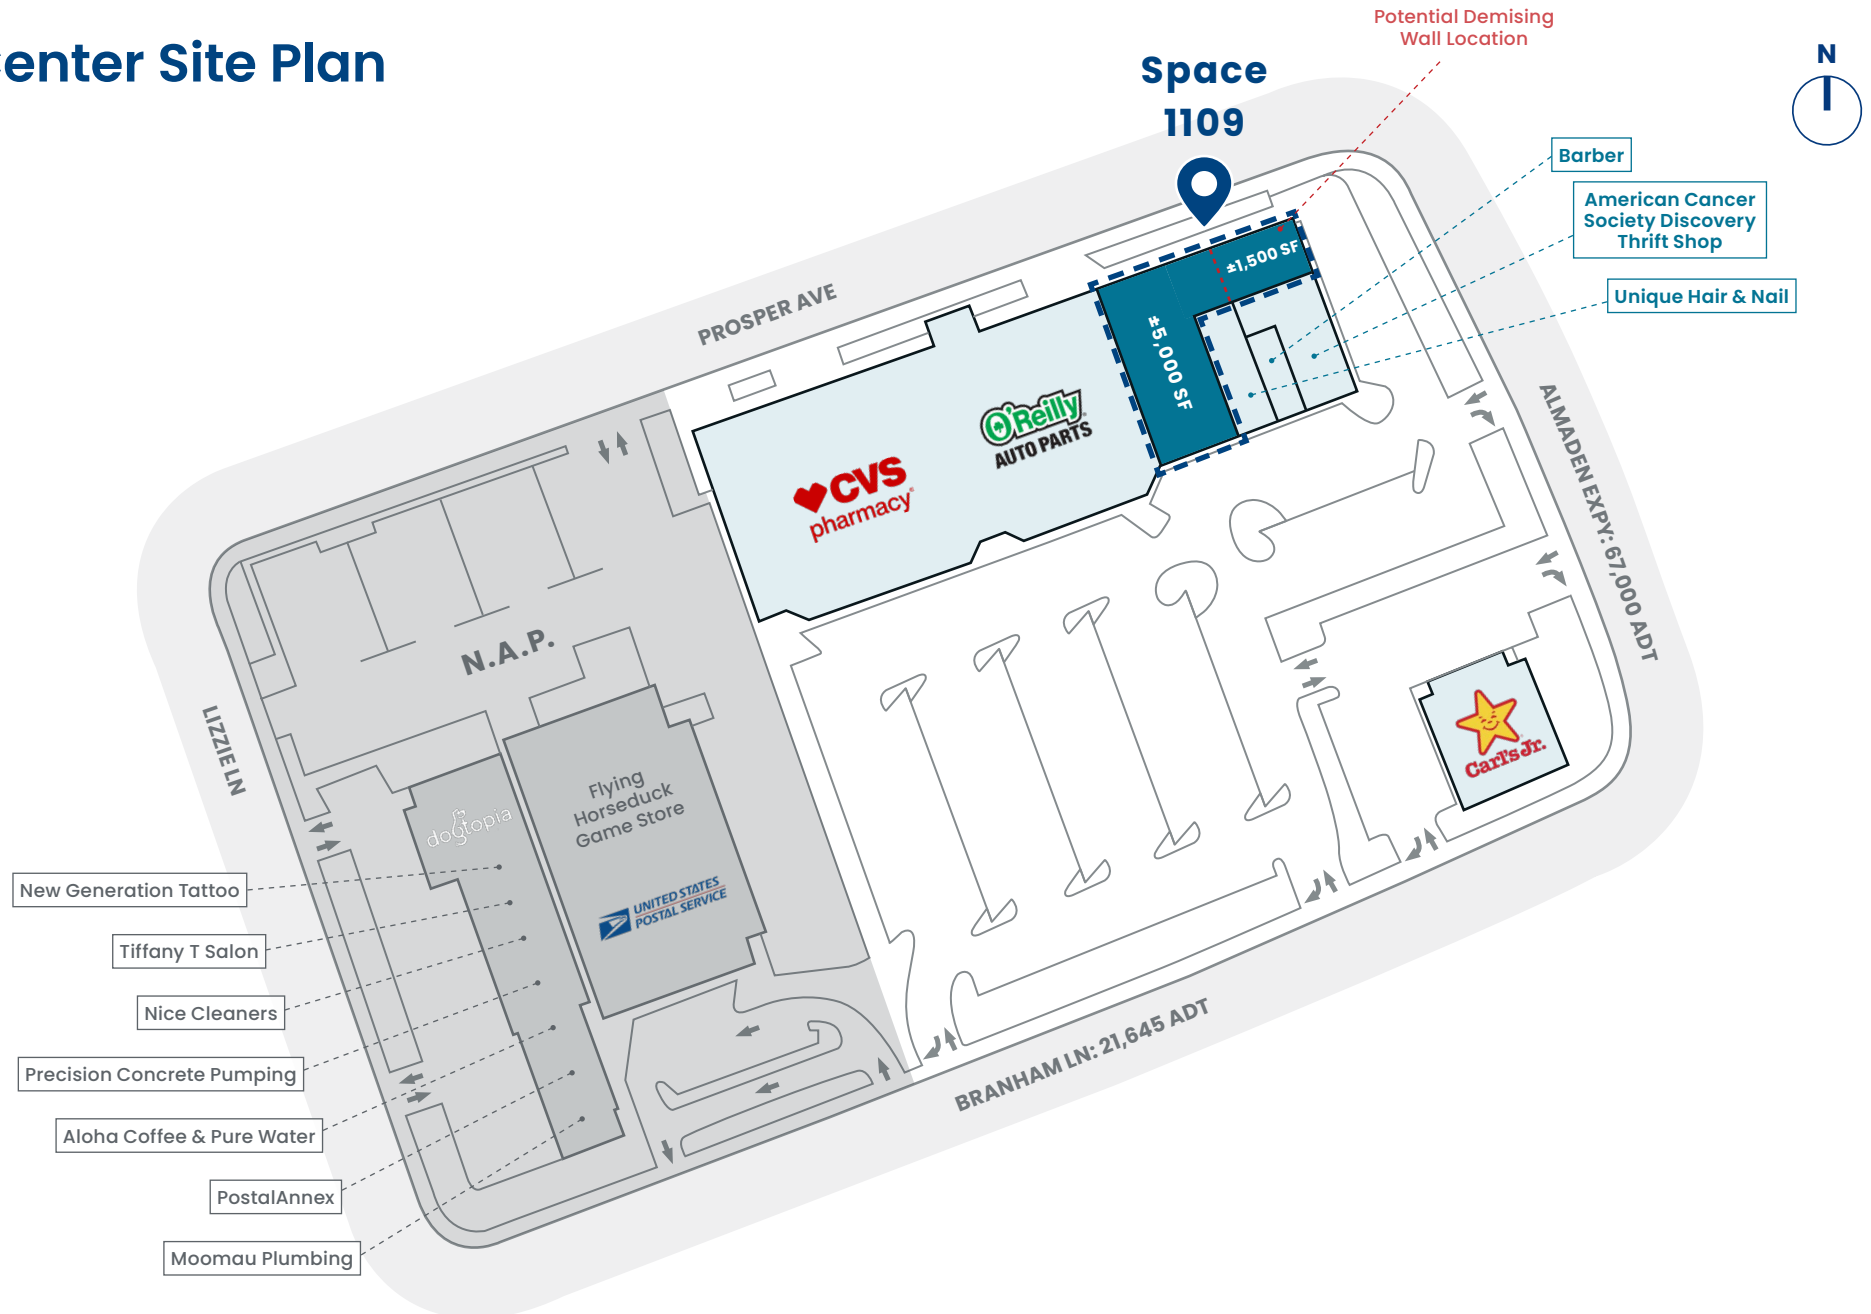 enter Site Plan
Potential Demising
Wall Location
Space
1109
N
Barber
American Cancer
Society Discovery
Thrift Shop
Unique Hair & Nail
±1,500 SF
±5,000 SF
PROSPER AVE
O'Reilly
AUTO PARTS
CVS
pharmacy
ALMADEN EXPY: 67,000 ADT
N.A.P.
LIZZIE LN
Carl's Jr.
dogtopia
Flying
Horseduck
Game Store
UNITED STATES
POSTAL SERVICE
New Generation Tattoo
Tiffany T Salon
Nice Cleaners
Precision Concrete Pumping
Aloha Coffee & Pure Water
PostalAnnex
Moomau Plumbing
BRANHAM LN: 21,645 ADT